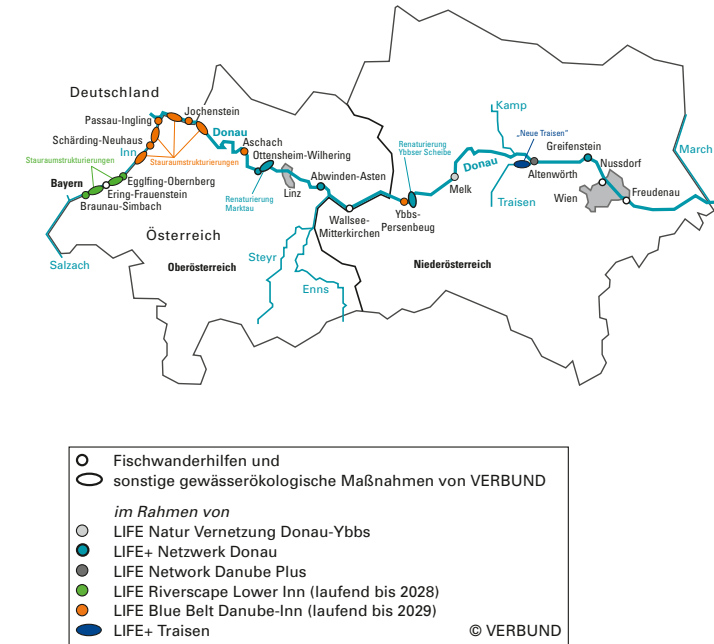 Deutschland
Kamp
Jochenstein
Passau-Ingling
Donau
„Neue Traisen"
Schärding-Neuhaus
Aschach
Renaturierung
Ybbser Scheibe
Greifenstein
March
Inn
Ottensheim-Wilhering
Stauraumstrukturierungen
Stauraumstrukturierungen
Donau
Nussdorf
Egglfing-Obernberg
Abwinden-Asten
Altenwörth
Bayern
Ering-Frauenstein
Renaturierung
Marktau
Linz
Melk
Wien
Freudenau
Braunau-Simbach
Traisen
Wallsee-
Mitterkirchen
Ybbs-
Persenbeug
Österreich
Steyr
Salzach
Oberösterreich
Niederösterreich
Enns
Fischwanderhilfen und
sonstige gewässerökologische Maßnahmen von VERBUND
im Rahmen von
LIFE Natur Vernetzung Donau-Ybbs
LIFE+ Netzwerk Donau
LIFE Network Danube Plus
LIFE Riverscape Lower Inn (laufend bis 2028)
LIFE Blue Belt Danube-Inn (laufend bis 2029)
LIFE+ Traisen
© VERBUND